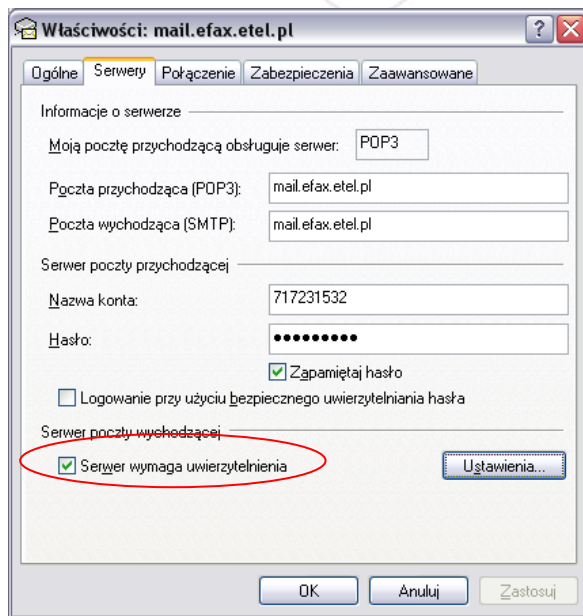 Właściwości: mail.efax.etel.pl
Ogólne Serwery Połączenie Zabezpieczenia Zaawansowane
Informacje o serwerze
Moją pocztę przychodzącą obsługuje serwer: POP3
Poczta przychodząca (POP3): mail.efax.etel.pl
Poczta wychodząca (SMTP): mail.efax.etel.pl
Serwer poczty przychodzącej
Nazwa konta: 717231532
Hasło: ●●●●●●●●●
Zapamiętaj hasło
Logowanie przy użyciu bezpiecznego uwierzytelniania hasła
Serwer poczty wychodzącej
Serwer wymaga uwierzytelnienia Ustawienia...
OK Anuluj Zastosuj